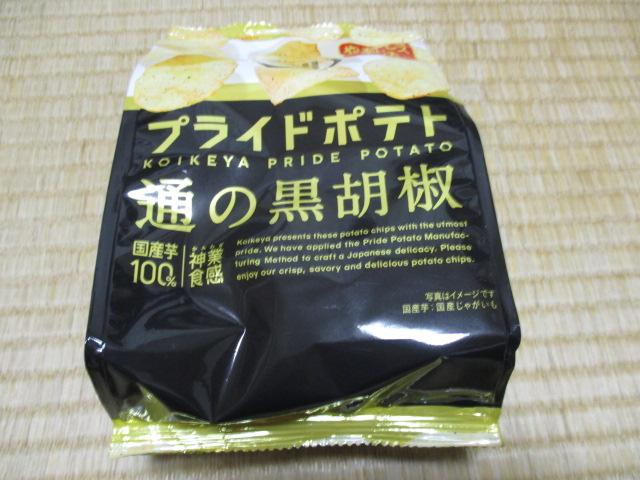 プライドポテト
KOIKEYA PRIDE POTATO
通の黒胡椒
国産芋
100%
神業
食感
Koikeya presents these potato chips with the utmost
pride. We have applied the Pride Potato Manufac-
turing Method to craft a Japanese delicacy. Please
enjoy our crisp, savory and delicious potato chips.
写真はイメージです
国産芋:国産じゃがいも